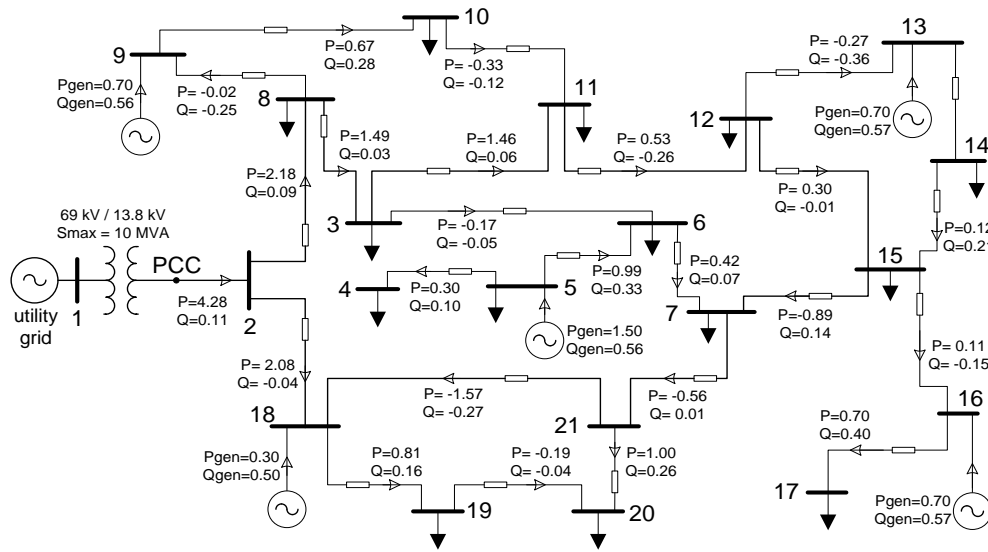 10
P=0.67
Q=0.28
P= -0.33
Q= -0.12
P= -0.27
Q= -0.36
13
9
Pgen=0.70
Qgen=0.56
P= -0.02
Q= -0.25
8
11
12
Pgen=0.70
Qgen=0.57
14
P=1.49
Q=0.03
P=1.46
Q=0.06
P= 0.53
Q= -0.26
P=2.18
Q=0.09
P= 0.30
Q= -0.01
69 kV / 13.8 kV
Smax = 10 MVA
3
P= -0.17
Q= -0.05
6
P=0.12
Q=0.21
PCC
utility
grid
1
P=4.28
Q=0.11
2
4
P=0.30
Q=0.10
5
P=0.99
Q=0.33
P=0.42
Q=0.07
7
15
Pgen=1.50
Qgen=0.56
P=-0.89
Q= 0.14
P= 2.08
Q= -0.04
P= -1.57
Q= -0.27
P= -0.56
Q= 0.01
P= 0.11
Q= -0.15
18
21
16
Pgen=0.30
Qgen=0.50
P=0.81
Q=0.16
P= -0.19
Q= -0.04
P=1.00
Q=0.26
P=0.70
Q=0.40
19
20
17
Pgen=0.70
Qgen=0.57